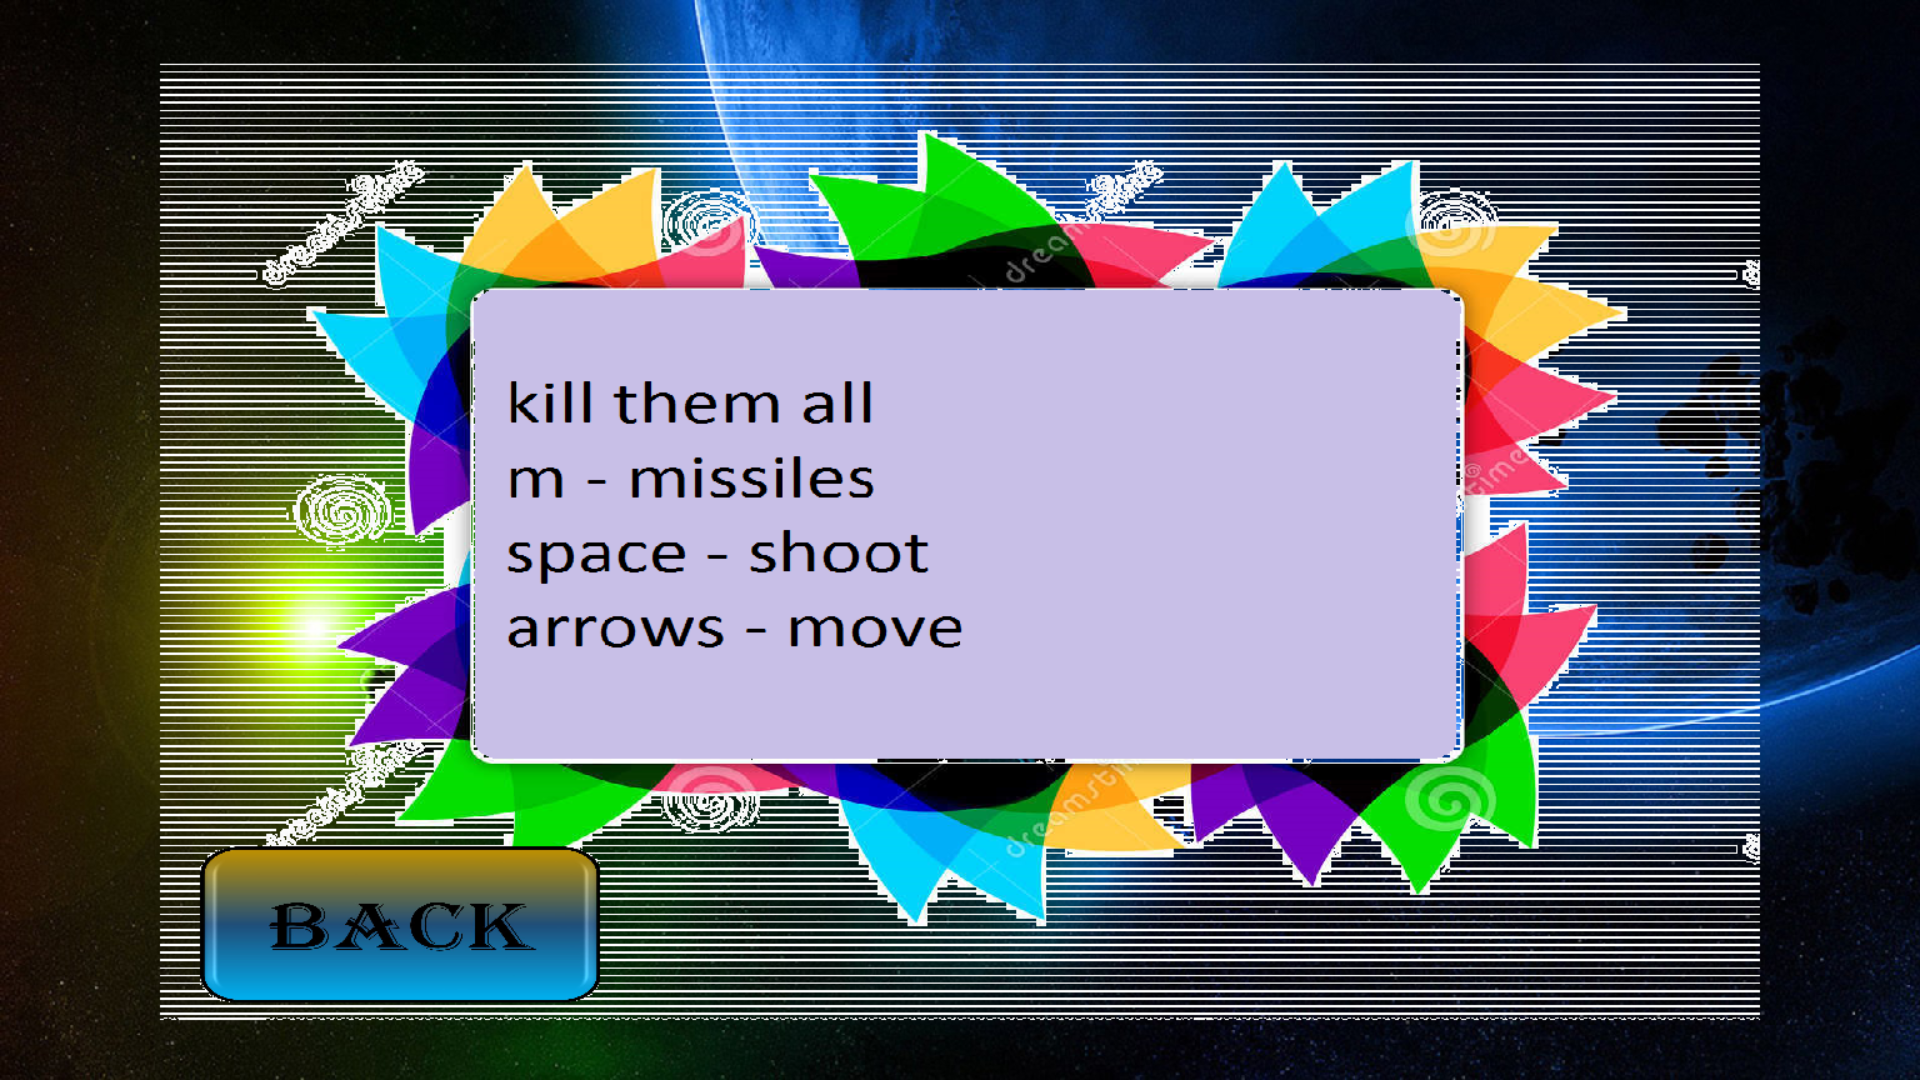 kill them all
m - missiles
space - shoot
arrows - move
BACK